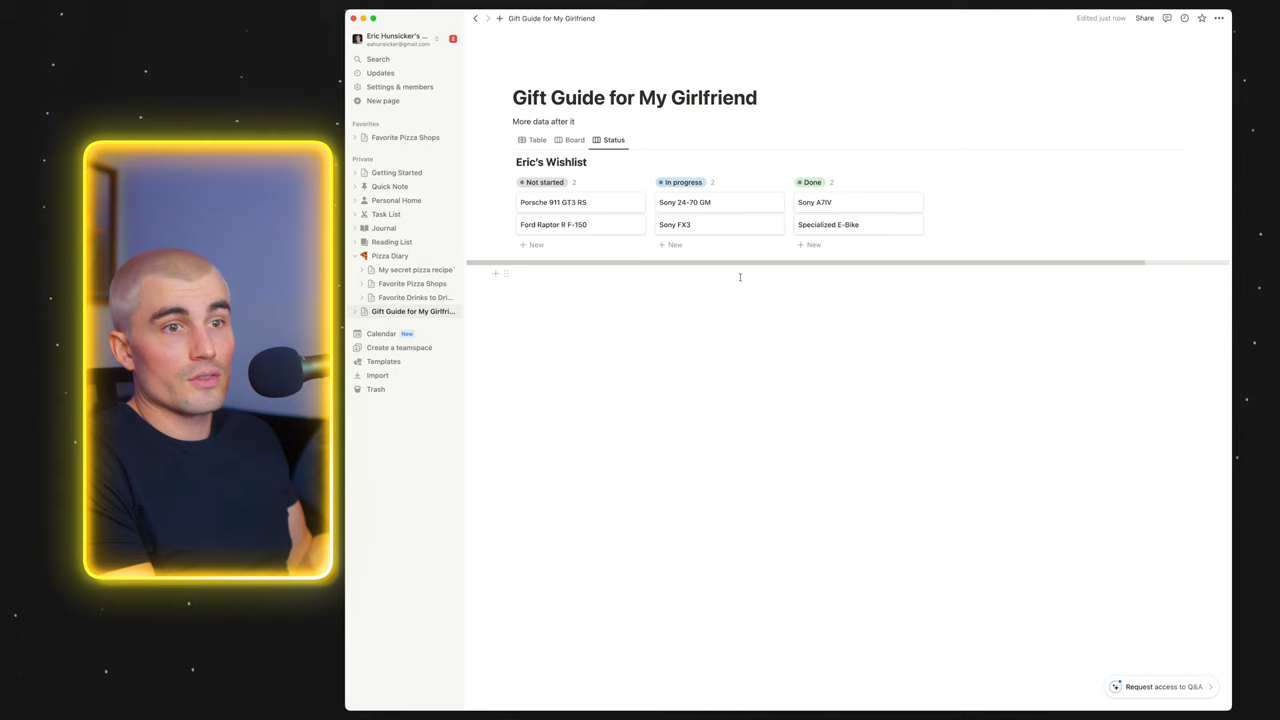 Gift Guide for My Girlfriend
Edited just now
Share
Eric Hunsicker's ...
eahunsicker@gmail.com
Search
Updates
Settings & members
New page
Favorites
Favorite Pizza Shops
Private
Getting Started
Quick Note
Personal Home
Task List
Journal
Reading List
Pizza Diary
My secret pizza recipe`
Favorite Pizza Shops
Favorite Drinks to Dri...
Gift Guide for My Girlfri...
Calendar New
Create a teamspace
Templates
Import
Trash
Gift Guide for My Girlfriend
More data after it
Table Board Status
Eric's Wishlist
Not started 2
Porsche 911 GT3 RS
Ford Raptor R F-150
+ New
In progress 2
Sony 24-70 GM
Sony FX3
+ New
Done 2
Sony A7IV
Specialized E-Bike
+ New
Request access to Q&A